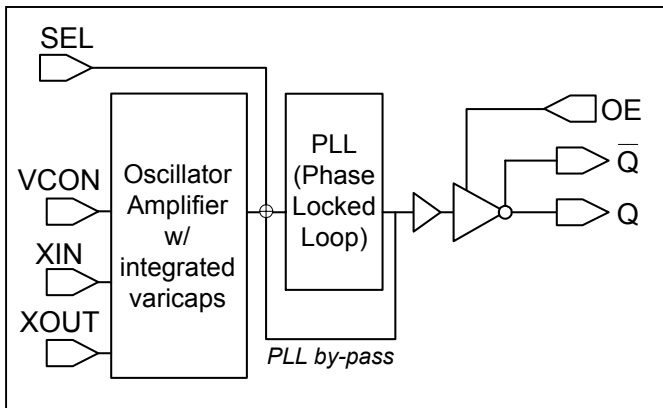 SEL
OE
VCON
XIN
XOUT
Oscillator
Amplifier
w/
integrated
varicaps
PLL
(Phase
Locked
Loop)
Q̅
Q
PLL by-pass